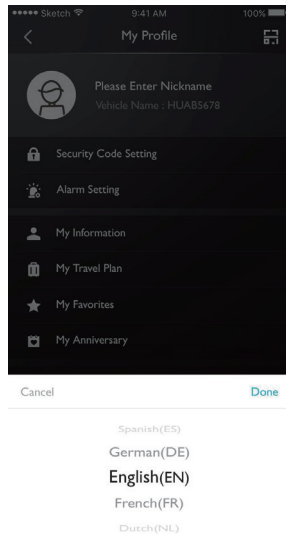 Sketch 9:41 AM 100%
My Profile
Please Enter Nickname
Vehicle Name : HUAB5678
Security Code Setting
Alarm Setting
My Information
My Travel Plan
My Favorites
My Anniversary
Cancel Done
Spanish(ES)
German(DE)
English(EN)
French(FR)
Dutch(NL)